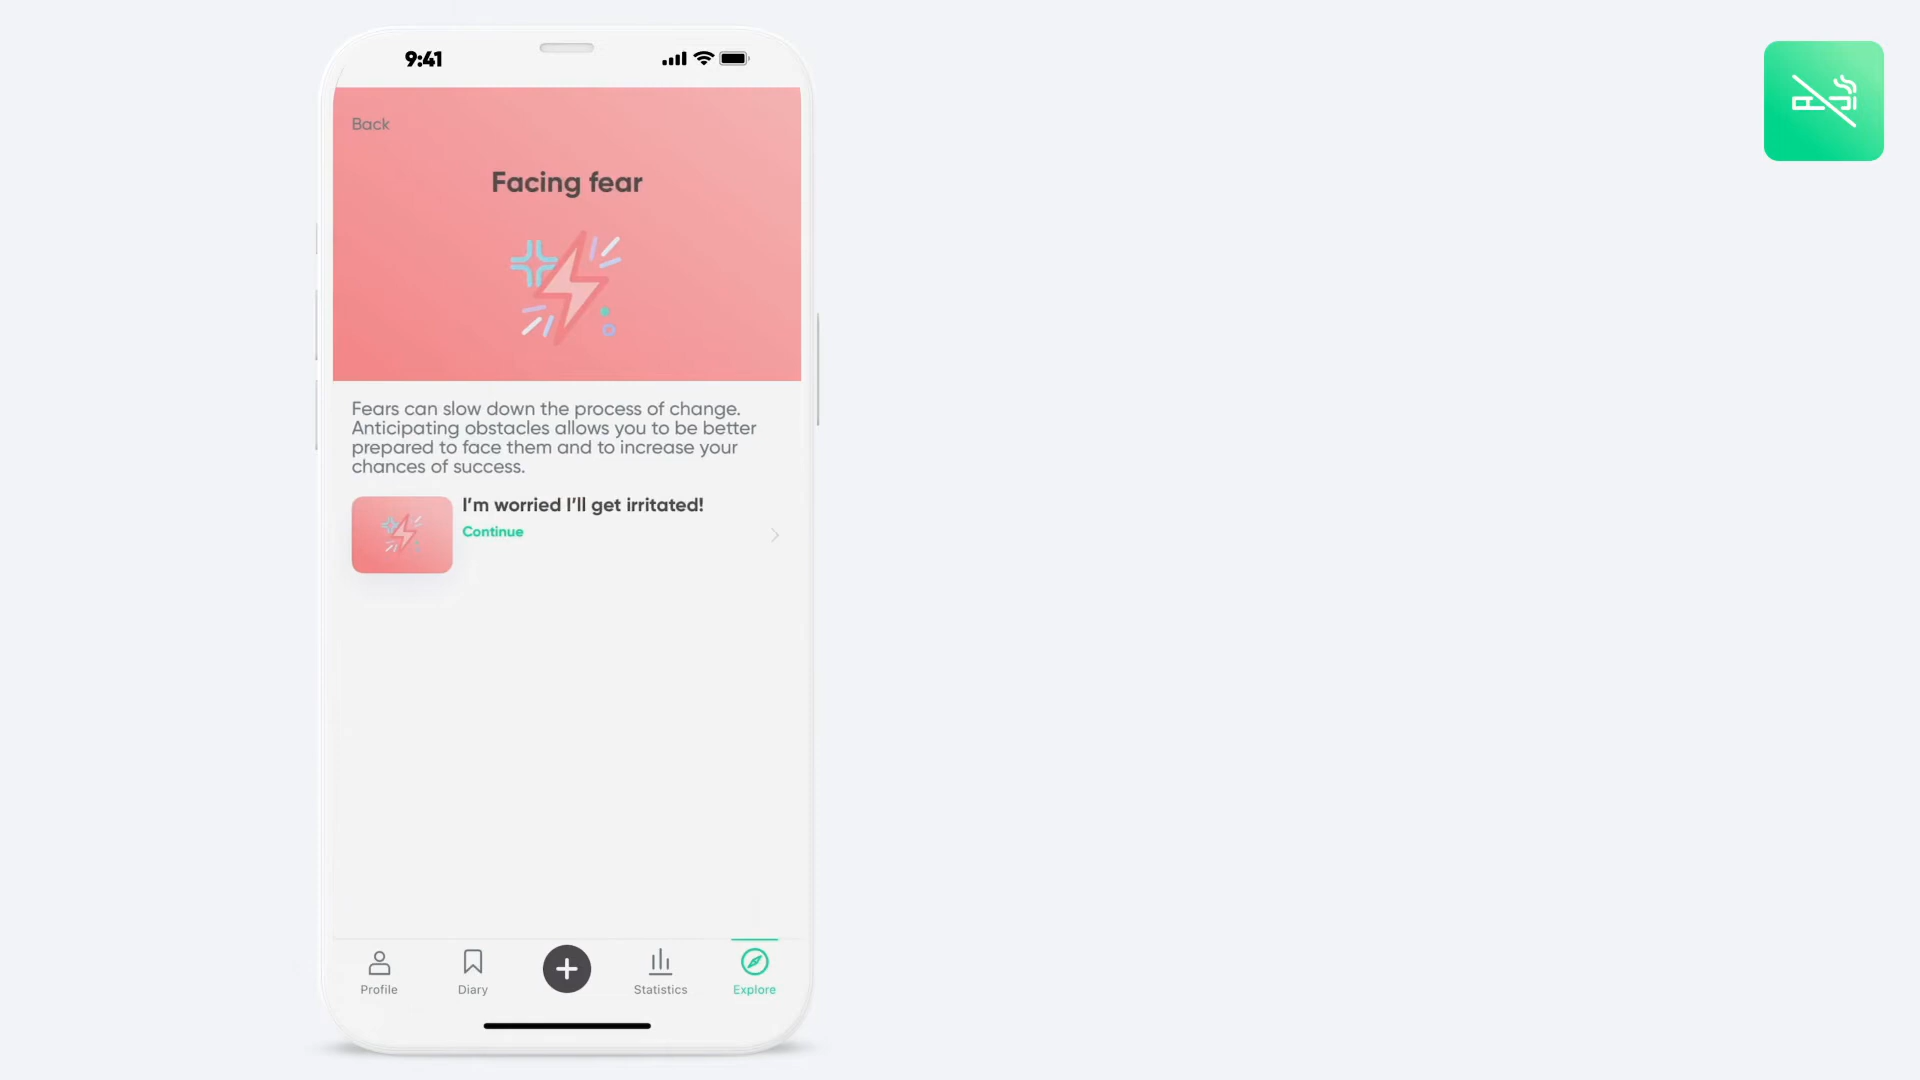 9:41
Back
Facing fear
Fears can slow down the process of change.
Anticipating obstacles allows you to be better
prepared to face them and to increase your
chances of success.
I'm worried I'll get irritated!
Continue
Profile
Diary
Statistics
Explore